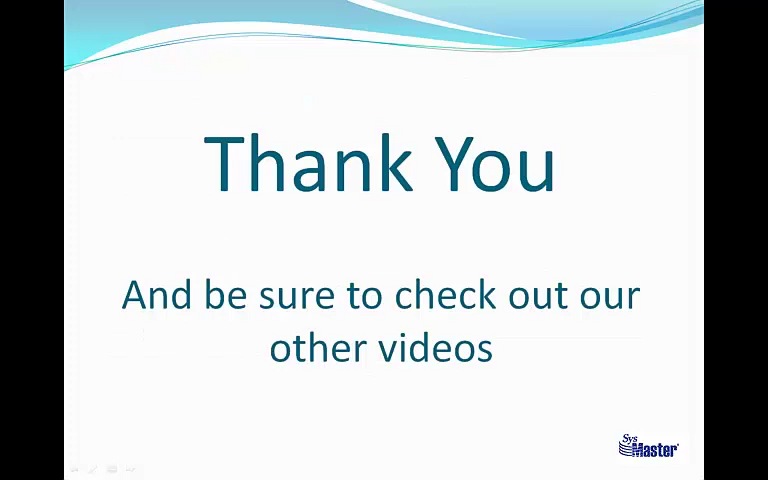 Thank You
And be sure to check out our
other videos
Sys
Master